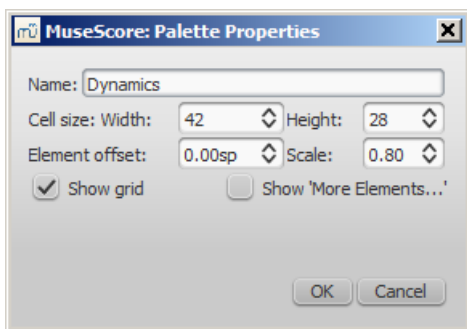 mü MuseScore: Palette Properties
Name: Dynamics
Cell size: Width: 42 Height: 28
Element offset: 0.00sp Scale: 0.80
Show grid Show 'More Elements...'
OK Cancel